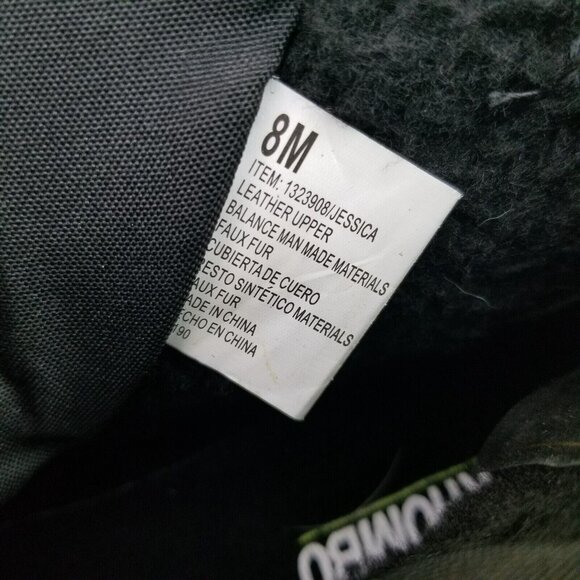 8M
ITEM: 1323908/JESSICA
LEATHER UPPER
BALANCE MAN MADE MATERIALS
FAUX FUR
CUBIERTA DE CUERO
RESTO SINTÉTICO MATERIALS
FAUX FUR
MADE IN CHINA
HECHO EN CHINA
190